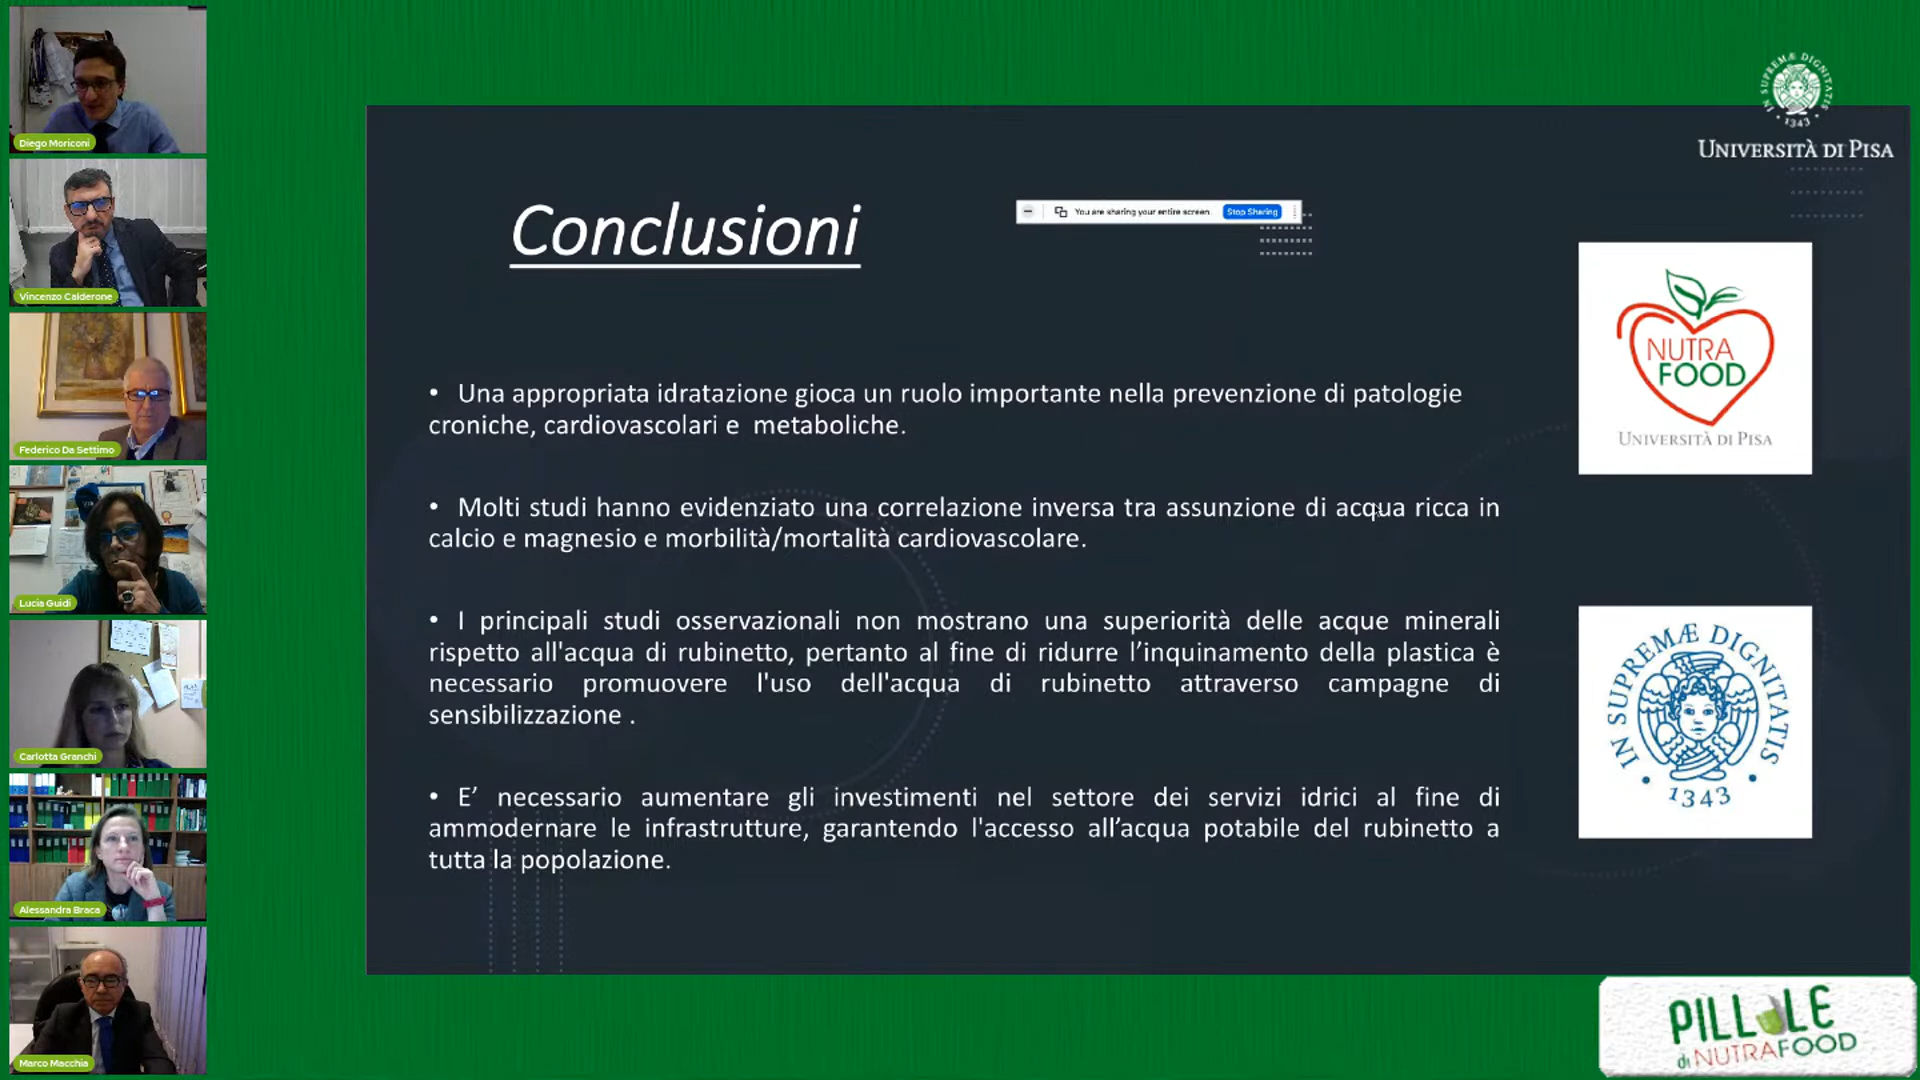 Diego Moriconi
Vincenzo Calderone
Federico Da Settimo
Lucia Guidi
Carlotta Granchi
Alessandra Braca
Marco Macchia
IN SUPREMÆ DIGNITATIS
1343
UNIVERSITÀ DI PISA
Conclusioni
You are sharing your entire screen.
Stop Sharing
• Una appropriata idratazione gioca un ruolo importante nella prevenzione di patologie
croniche, cardiovascolari e metaboliche.
• Molti studi hanno evidenziato una correlazione inversa tra assunzione di acqua ricca in
calcio e magnesio e morbilità/mortalità cardiovascolare.
• I principali studi osservazionali non mostrano una superiorità delle acque minerali
rispetto all'acqua di rubinetto, pertanto al fine di ridurre l’inquinamento della plastica è
necessario promuovere l'uso dell'acqua di rubinetto attraverso campagne di
sensibilizzazione .
• E’ necessario aumentare gli investimenti nel settore dei servizi idrici al fine di
ammodernare le infrastrutture, garantendo l'accesso all’acqua potabile del rubinetto a
tutta la popolazione.
NUTRA
FOOD
UNIVERSITÀ DI PISA
IN SUPREMÆ DIGNITATIS
• 1343 •
PILLOLE
di NUTRAFOOD